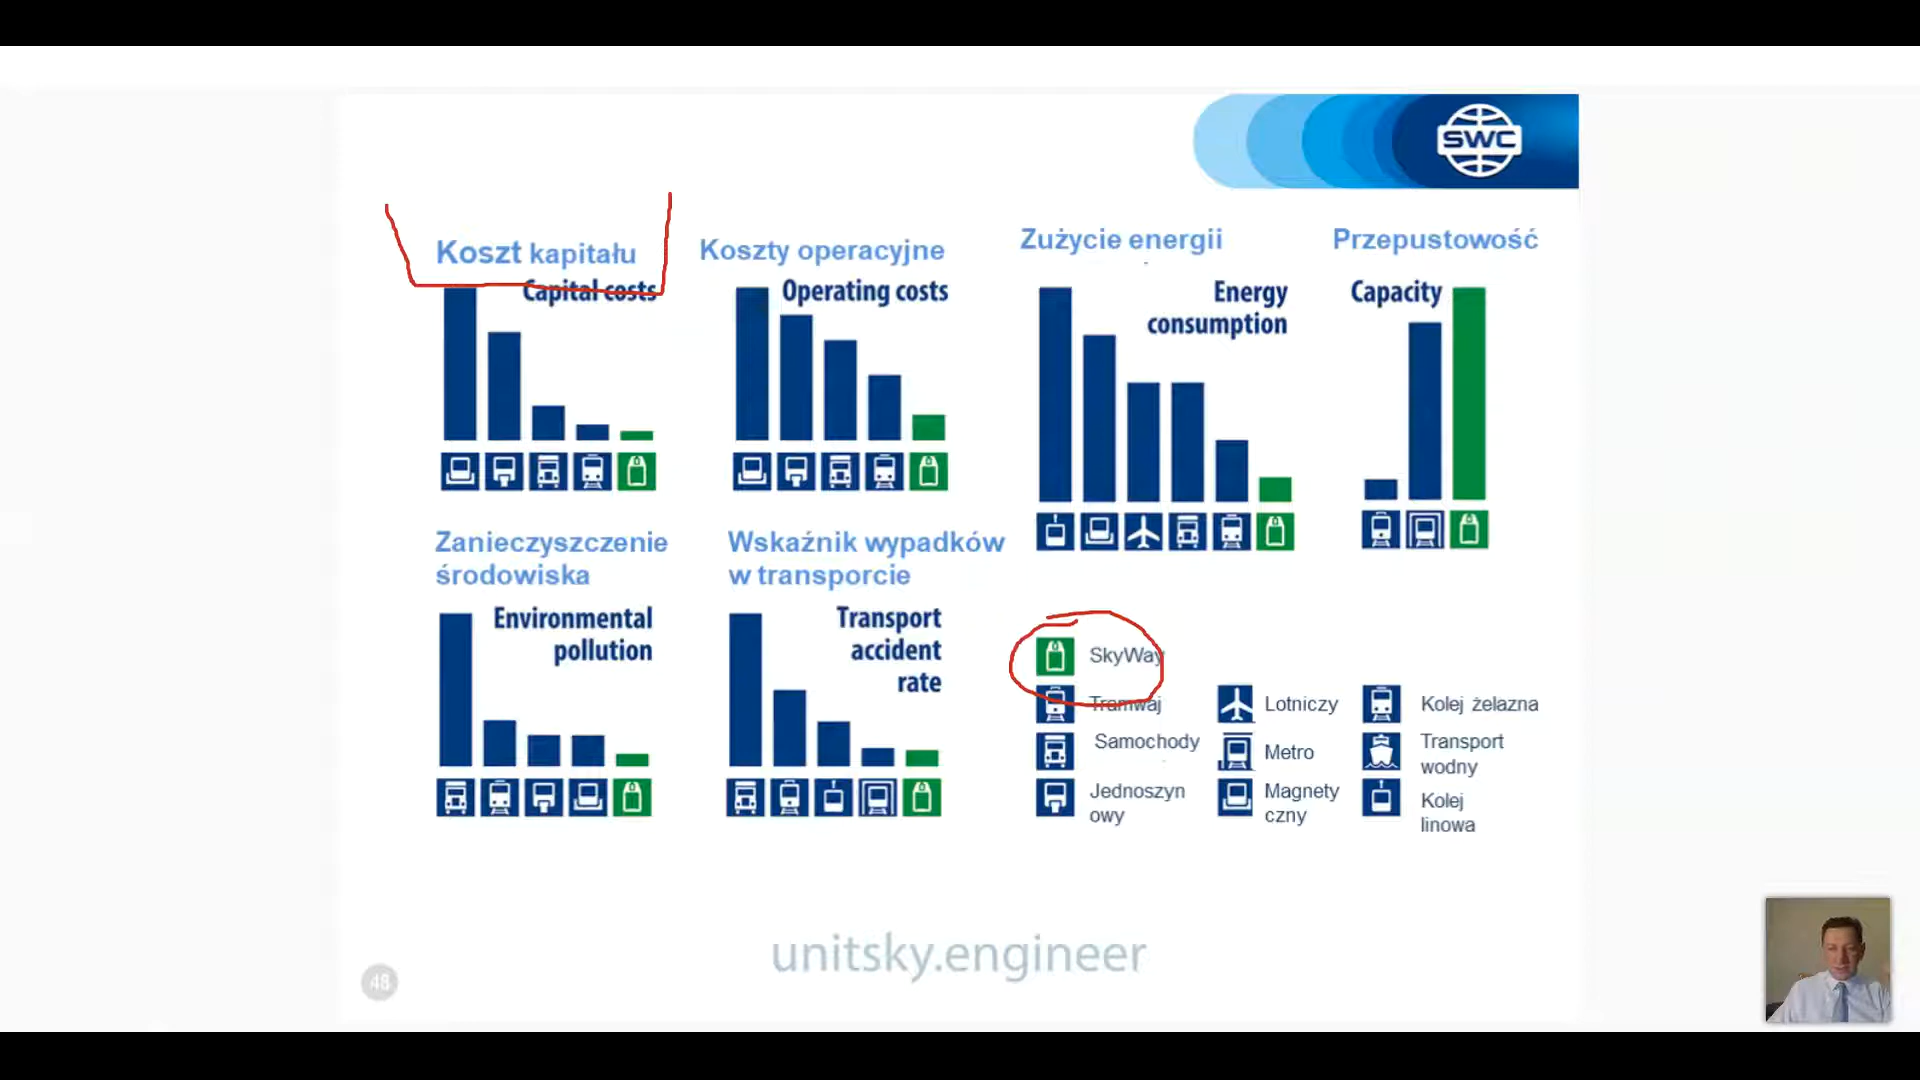 SWC
Koszt kapitału
Capital costs
Koszty operacyjne
Operating costs
Zużycie energii
Energy
consumption
Przepustowość
Capacity
Zanieczyszczenie
środowiska
Environmental
pollution
Wskaźnik wypadków
w transporcie
Transport
accident
rate
SkyWay
Tramwaj
Samochody
Jednoszyn
owy
Lotniczy
Metro
Magnety
czny
Kolej żelazna
Transport
wodny
Kolej
linowa
unitsky.engineer
48